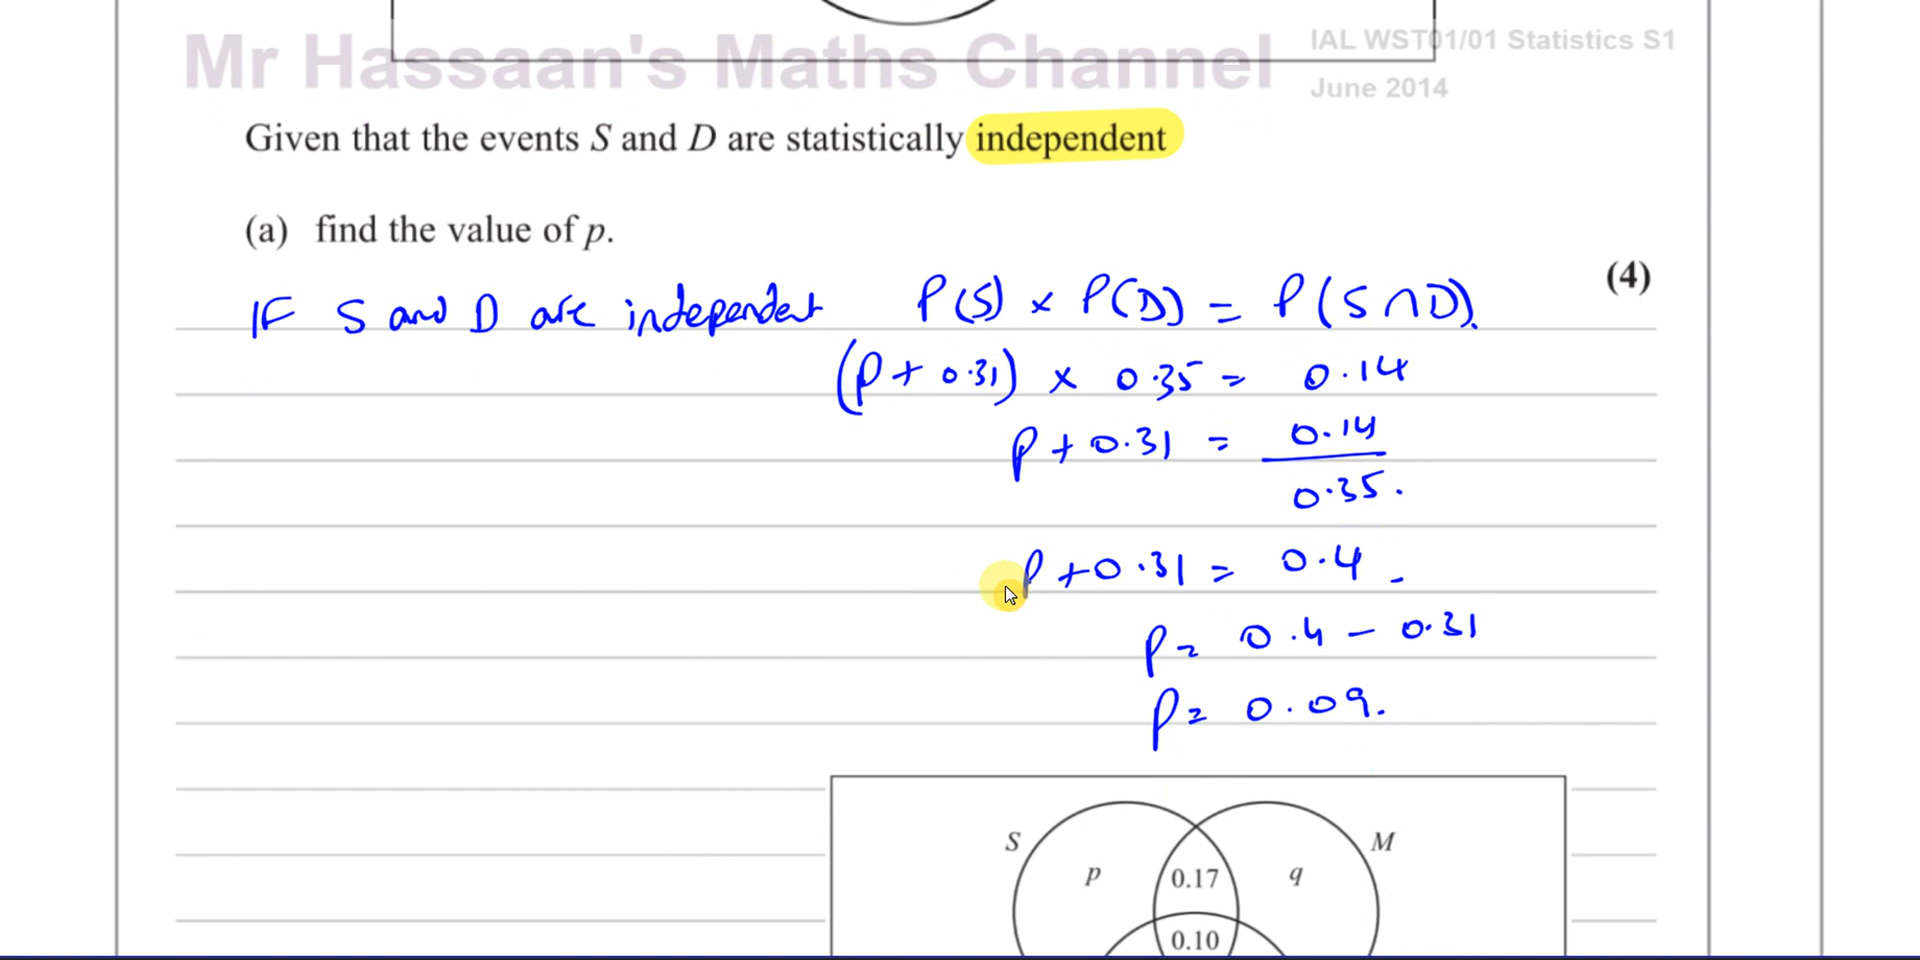 Mr Hassaan's Maths Channel
IAL WST01/01 Statistics S1
June 2014
Given that the events S and D are statistically independent
(a) find the value of p.
(4)
IF S and D are independent P(S) × P(D) = P(S ∩ D).
(p + 0.31) × 0.35 = 0.14
p + 0.31 = 0.14 / 0.35.
p + 0.31 = 0.4
p = 0.4 - 0.31
p = 0.09.
S M
p 0.17 q
0.10